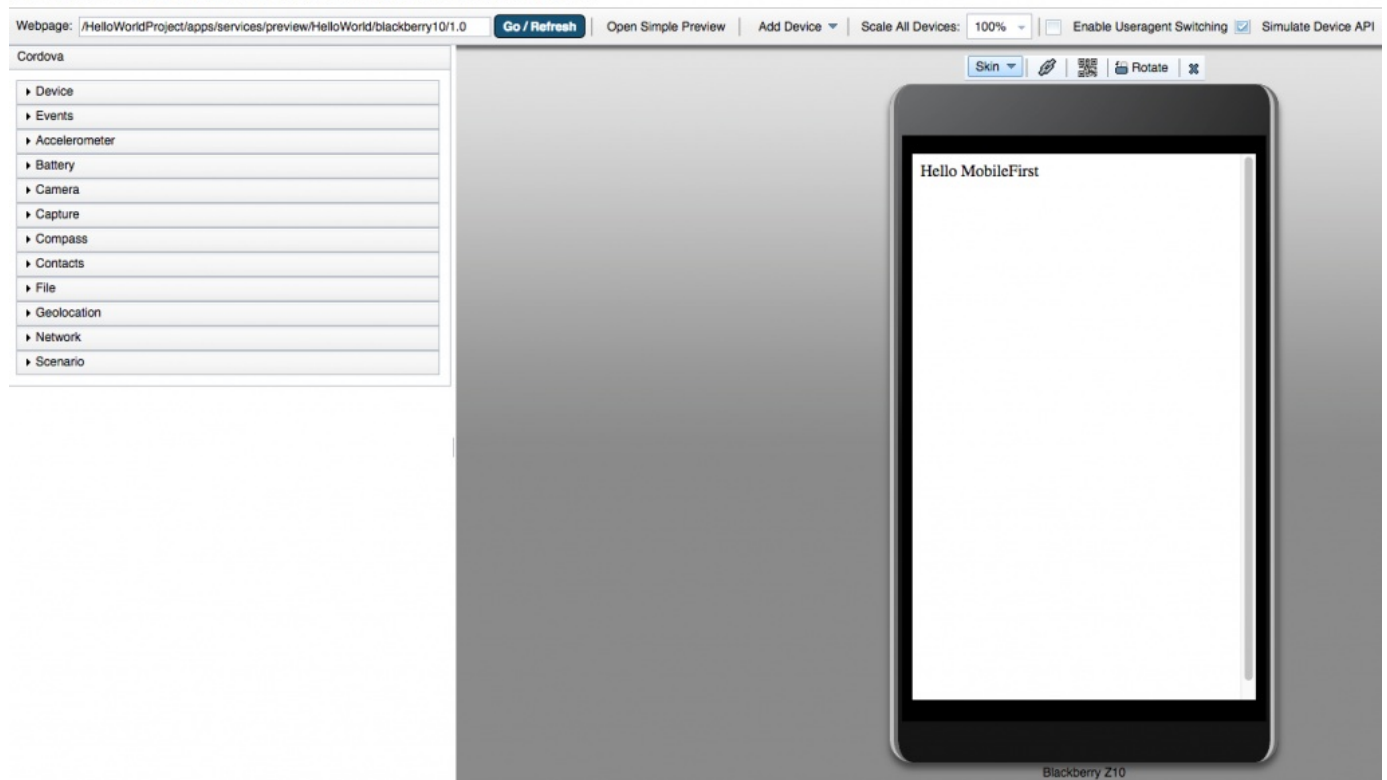 Webpage: /HelloWorldProject/apps/services/preview/HelloWorld/blackberry10/1.0 Go / Refresh Open Simple Preview Add Device Scale All Devices: 100% Enable Useragent Switching Simulate Device API
Cordova
Skin Rotate
Device
Events
Accelerometer
Battery
Camera
Capture
Compass
Contacts
File
Geolocation
Network
Scenario
Hello MobileFirst
Blackberry Z10